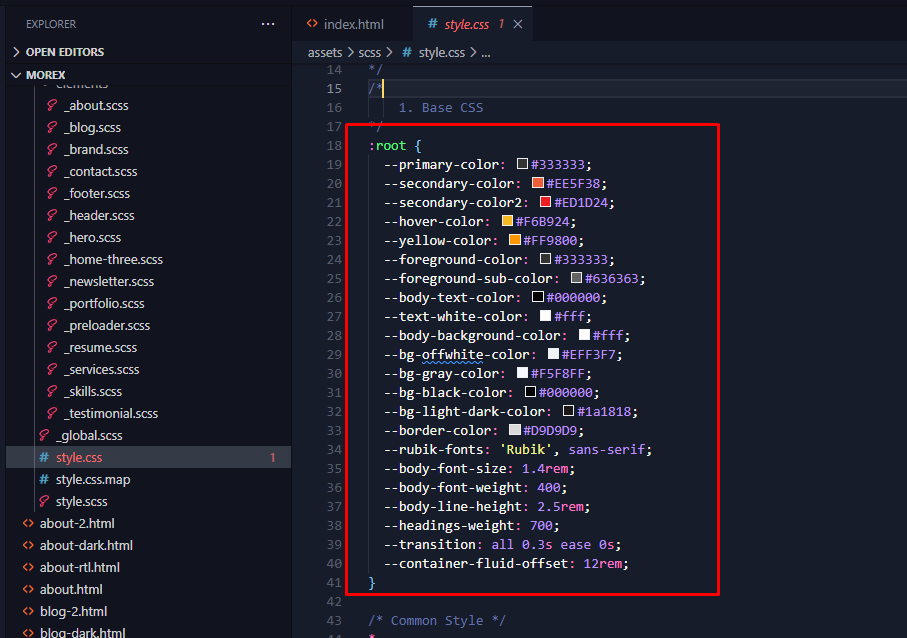 EXPLORER
...
OPEN EDITORS
MOREX
elements
_about.scss
_blog.scss
_brand.scss
_contact.scss
_footer.scss
_header.scss
_hero.scss
_home-three.scss
_newsletter.scss
_portfolio.scss
_preloader.scss
_resume.scss
_services.scss
_skills.scss
_testimonial.scss
_global.scss
# style.css 1
# style.css.map
style.scss
<> about-2.html
<> about-dark.html
<> about-rtl.html
<> about.html
<> blog-2.html
<> blog-dark.html
<> index.html
# style.css 1 ×
assets > scss > # style.css > ...
14 */
15 /*
16 1. Base CSS
17 */
18 :root {
19 --primary-color: #333333;
20 --secondary-color: #EE5F38;
21 --secondary-color2: #ED1D24;
22 --hover-color: #F6B924;
23 --yellow-color: #FF9800;
24 --foreground-color: #333333;
25 --foreground-sub-color: #636363;
26 --body-text-color: #000000;
27 --text-white-color: #fff;
28 --body-background-color: #fff;
29 --bg-offwhite-color: #EFF3F7;
30 --bg-gray-color: #F5F8FF;
31 --bg-black-color: #000000;
32 --bg-light-dark-color: #1a1818;
33 --border-color: #D9D9D9;
34 --rubik-fonts: 'Rubik', sans-serif;
35 --body-font-size: 1.4rem;
36 --body-font-weight: 400;
37 --body-line-height: 2.5rem;
38 --headings-weight: 700;
39 --transition: all 0.3s ease 0s;
40 --container-fluid-offset: 12rem;
41 }
42
43 /* Common Style */
44 *